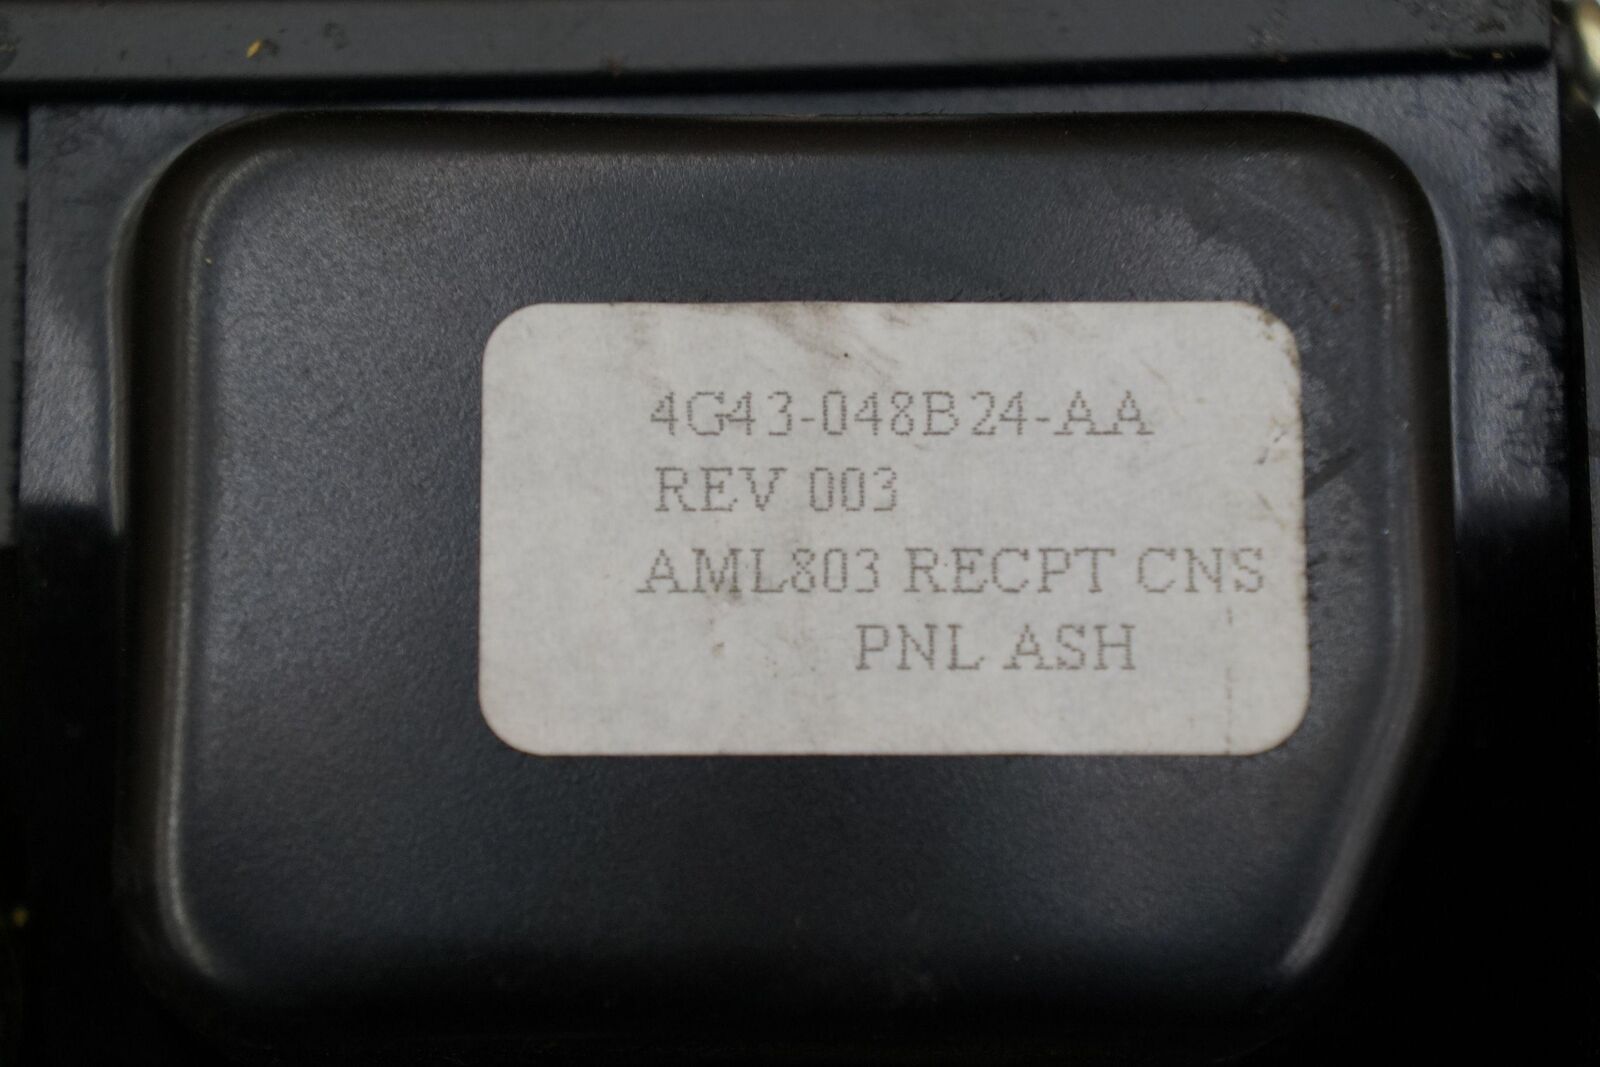 4G43-048B24-AA
REV 003
AML803 RECPT CNS
PNL ASH